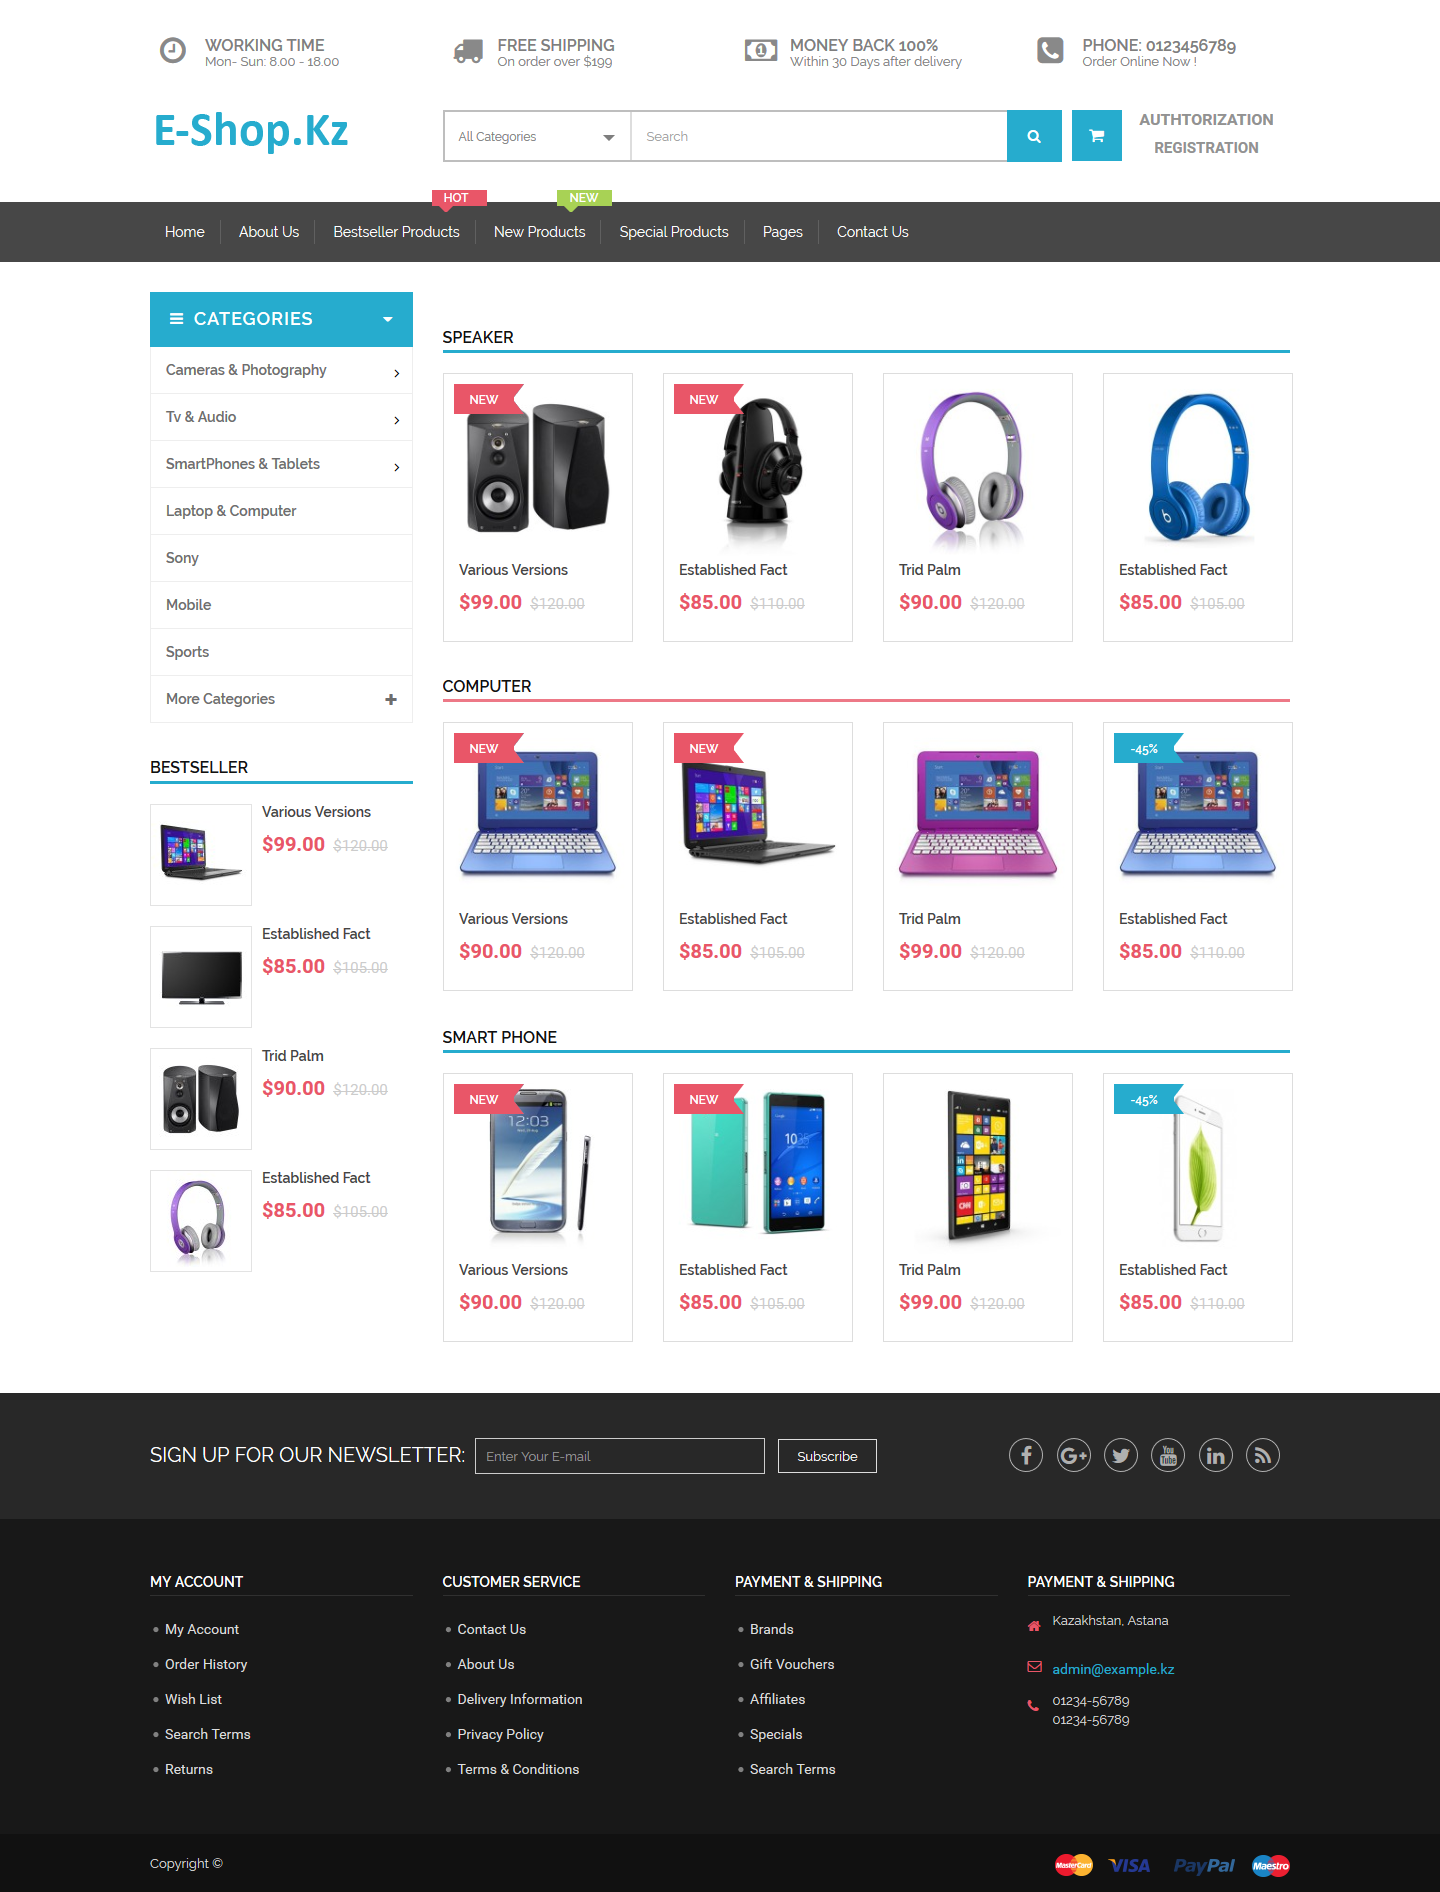 WORKING TIME
Mon- Sun: 8.00 - 18.00
FREE SHIPPING
On order over $199
MONEY BACK 100%
Within 30 Days after delivery
PHONE: 0123456789
Order Online Now !
E-Shop.Kz
All Categories
Search
AUTHTORIZATION
REGISTRATION
HOT
NEW
Home
About Us
Bestseller Products
New Products
Special Products
Pages
Contact Us
CATEGORIES
Cameras & Photography
Tv & Audio
SmartPhones & Tablets
Laptop & Computer
Sony
Mobile
Sports
More Categories
BESTSELLER
Various Versions
$99.00 $120.00
Established Fact
$85.00 $105.00
Trid Palm
$90.00 $120.00
Established Fact
$85.00 $105.00
SPEAKER
NEW
Various Versions
$99.00 $120.00
NEW
Established Fact
$85.00 $110.00
Trid Palm
$90.00 $120.00
Established Fact
$85.00 $105.00
COMPUTER
NEW
Various Versions
$90.00 $120.00
NEW
Established Fact
$85.00 $105.00
Trid Palm
$99.00 $120.00
-45%
Established Fact
$85.00 $110.00
SMART PHONE
NEW
12:03
Various Versions
$90.00 $120.00
NEW
Established Fact
$85.00 $105.00
CNN
Trid Palm
$99.00 $120.00
-45%
Established Fact
$85.00 $110.00
SIGN UP FOR OUR NEWSLETTER:
Enter Your E-mail
Subscribe
You
Tube
MY ACCOUNT
My Account
Order History
Wish List
Search Terms
Returns
CUSTOMER SERVICE
Contact Us
About Us
Delivery Information
Privacy Policy
Terms & Conditions
PAYMENT & SHIPPING
Brands
Gift Vouchers
Affiliates
Specials
Search Terms
PAYMENT & SHIPPING
Kazakhstan, Astana
admin@example.kz
01234-56789
01234-56789
Copyright ©
MasterCard
VISA
PayPal
Maestro